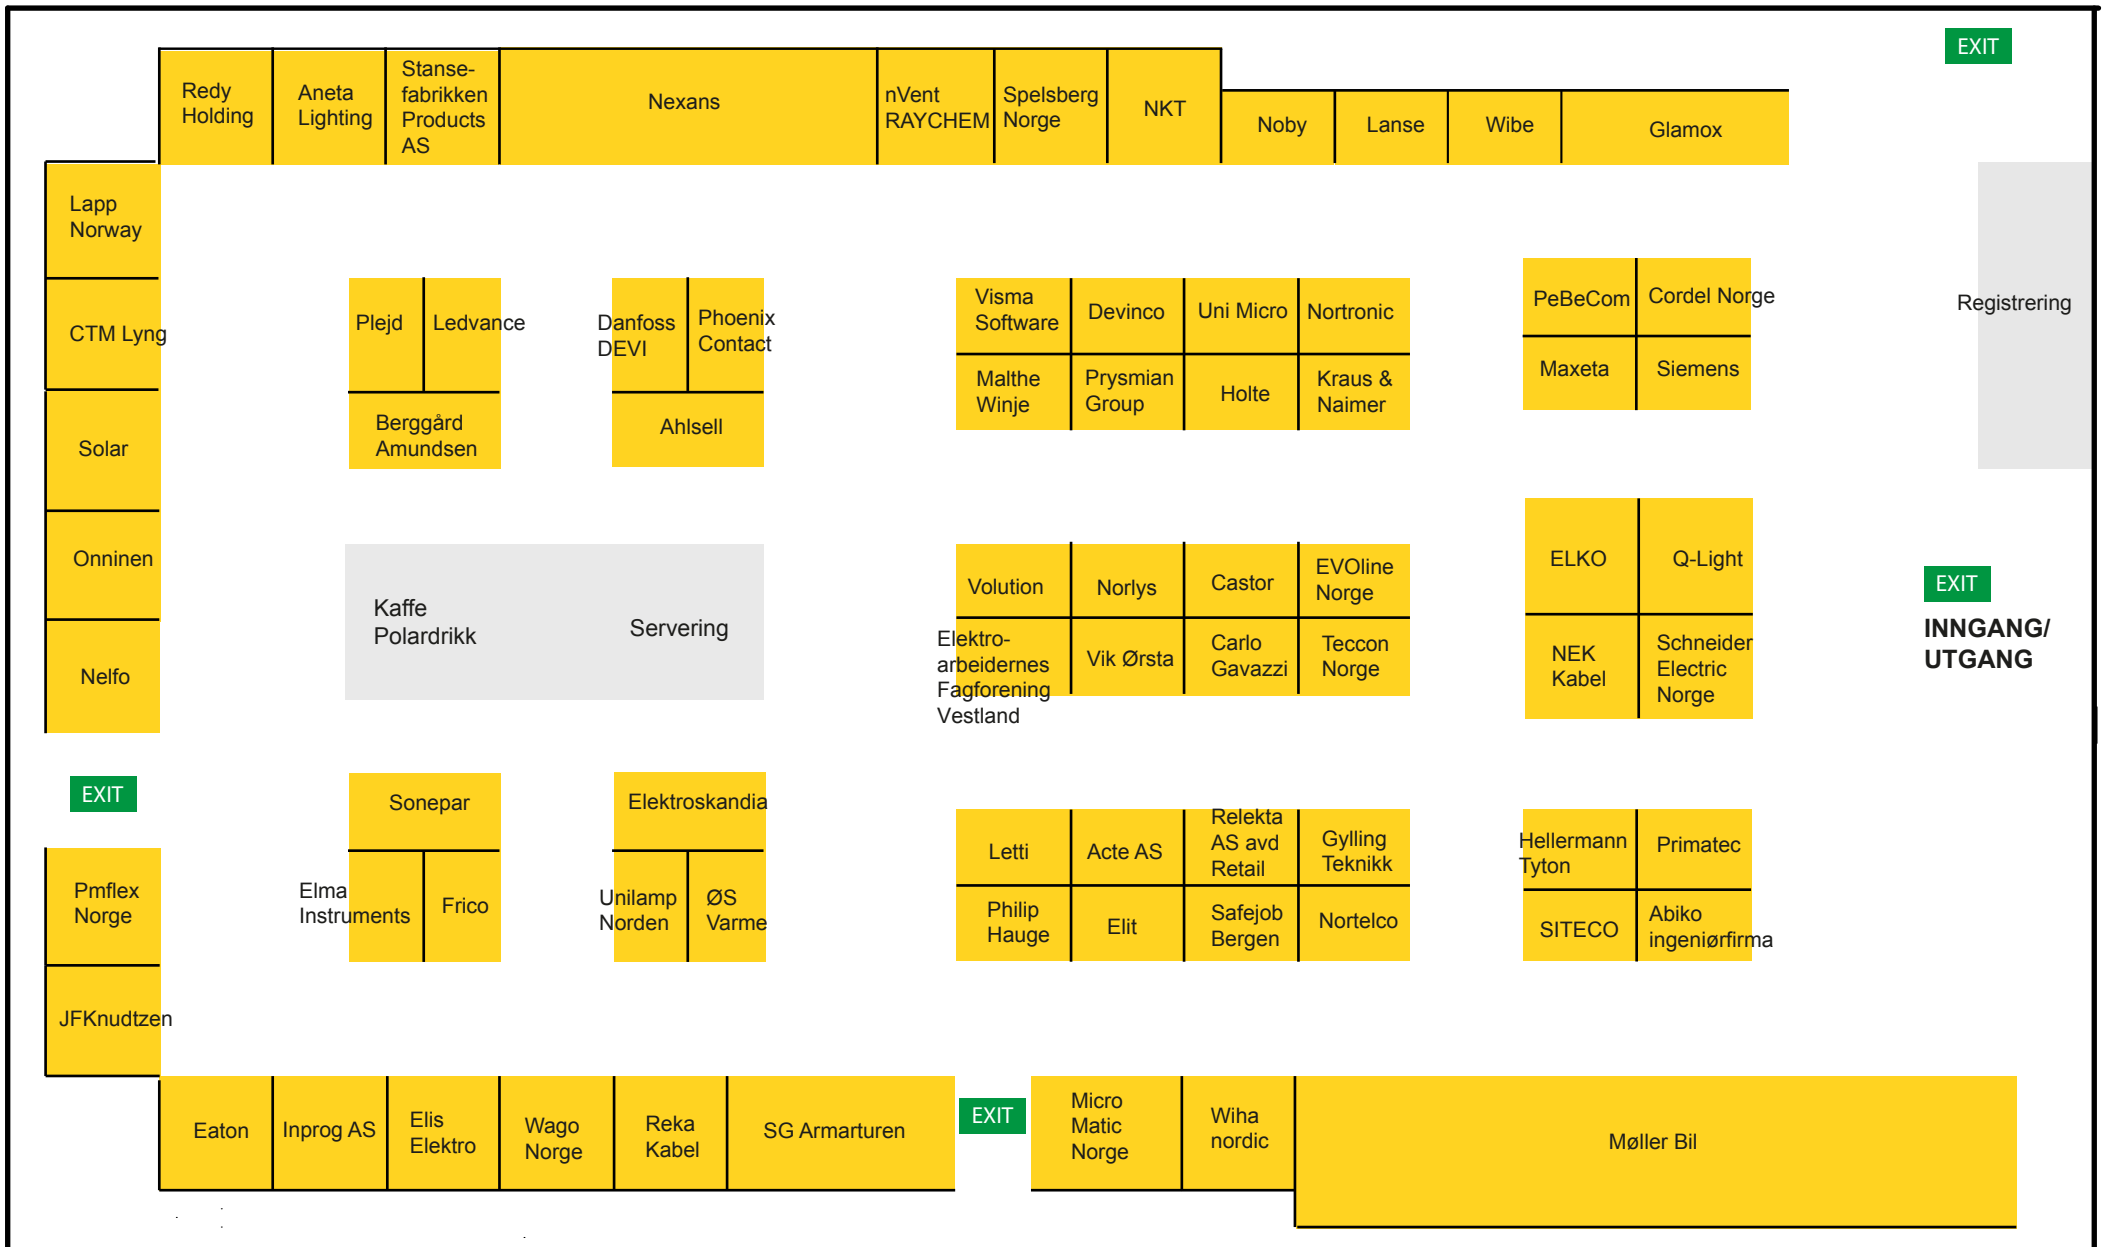 EXIT
Redy
Holding
Aneta
Lighting
Stanse-
fabrikken
Products
AS
Nexans
nVent
RAYCHEM
Spelsberg
Norge
NKT
Noby
Lanse
Wibe
Glamox
Lapp
Norway
CTM Lyng
Solar
Onninen
Nelfo
Plejd
Ledvance
Berggård
Amundsen
Danfoss
DEVI
Phoenix
Contact
Ahlsell
Visma
Software
Devinco
Uni Micro
Nortronic
Malthe
Winje
Prysmian
Group
Holte
Kraus &
Naimer
PeBeCom
Cordel Norge
Maxeta
Siemens
Registrering
Kaffe
Polardrikk
Servering
Volution
Norlys
Castor
EVOline
Norge
Elektro-
arbeidernes
Fagforening
Vestland
Vik Ørsta
Carlo
Gavazzi
Teccon
Norge
ELKO
Q-Light
NEK
Kabel
Schneider
Electric
Norge
EXIT
INNGANG/
UTGANG
EXIT
Pmflex
Norge
JFKnudtzen
Sonepar
Elma
Instruments
Frico
Elektroskandia
Unilamp
Norden
ØS
Varme
Letti
Acte AS
Relekta
AS avd
Retail
Gylling
Teknikk
Philip
Hauge
Elit
Safejob
Bergen
Nortelco
Hellermann
Tyton
Primatec
SITECO
Abiko
ingeniørfirma
Eaton
Inprog AS
Elis
Elektro
Wago
Norge
Reka
Kabel
SG Armarturen
EXIT
Micro
Matic
Norge
Wiha
nordic
Møller Bil